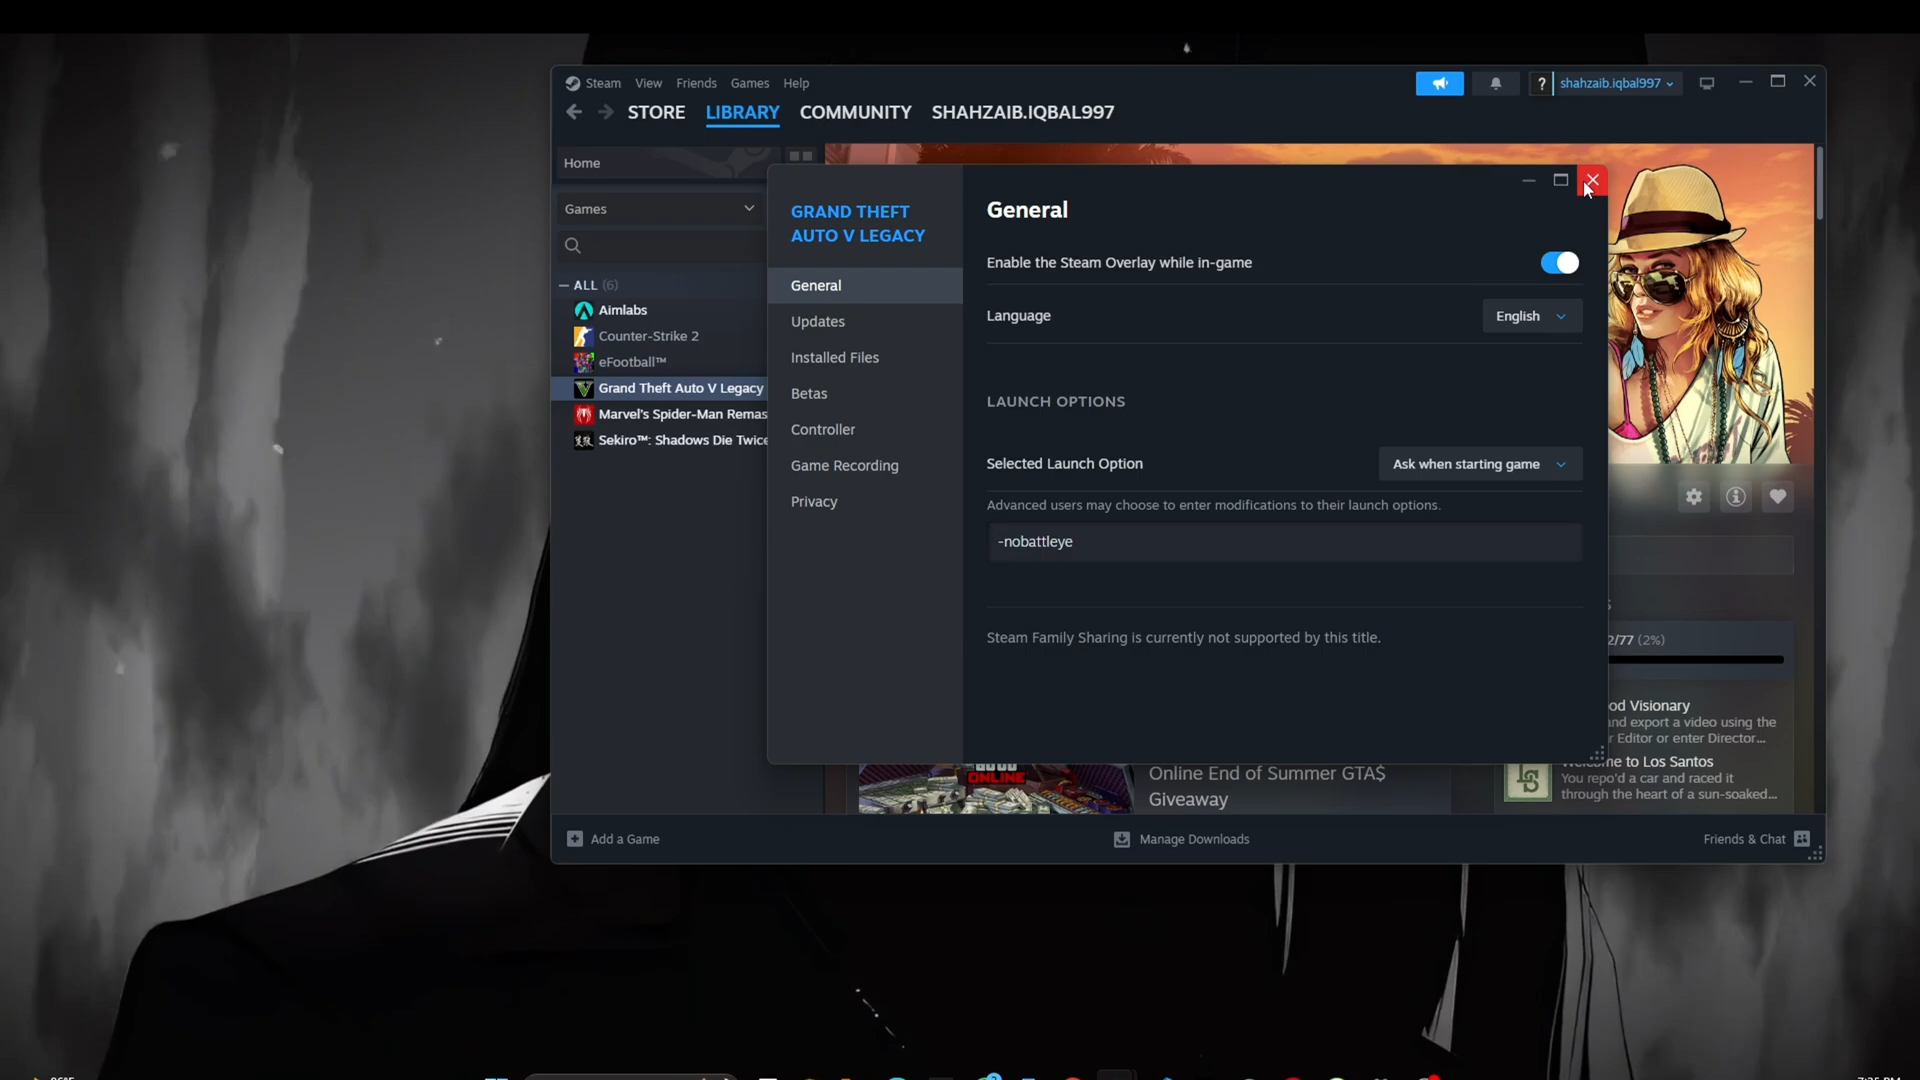 Steam View Friends Games Help
? shahzaib.iqbal997
STORE LIBRARY COMMUNITY SHAHZAIB.IQBAL997
Home
Games
ALL (6)
Aimlabs
Counter-Strike 2
eFootball™
Grand Theft Auto V Legacy
Marvel's Spider-Man Remas
Sekiro™: Shadows Die Twice
GRAND THEFT
AUTO V LEGACY
General
Updates
Installed Files
Betas
Controller
Game Recording
Privacy
General
Enable the Steam Overlay while in-game
Language
English
LAUNCH OPTIONS
Selected Launch Option
Ask when starting game
Advanced users may choose to enter modifications to their launch options.
-nobattleye
Steam Family Sharing is currently not supported by this title.
2/77 (2%)
od Visionary
and export a video using the
r Editor or enter Director...
to Los Santos
You repo'd a car and raced it
through the heart of a sun-soaked...
ONLINE
Online End of Summer GTA$
Giveaway
Add a Game
Manage Downloads
Friends & Chat